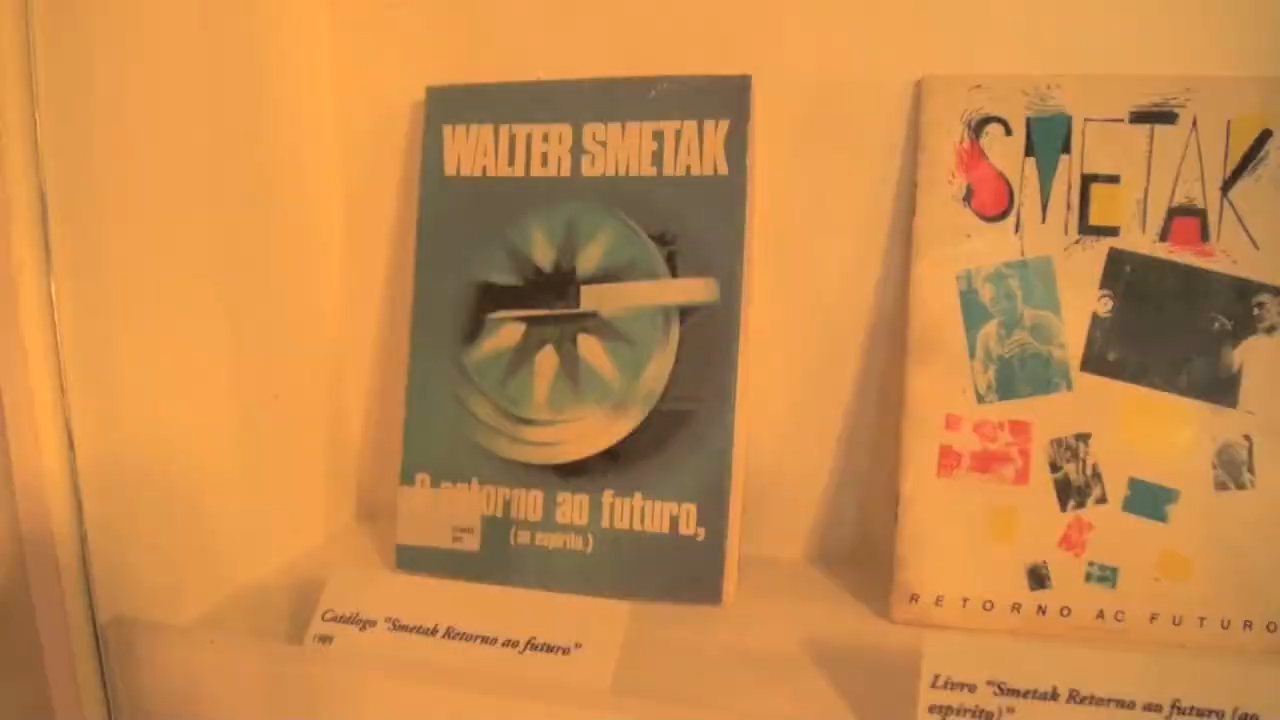 WALTER SMETAK
O retorno ao futuro,
(ao espírito)
Catálogo "Smetak Retorno ao futuro"
1989
SMETAK
RETORNO AO FUTURO
Livro "Smetak Retorno ao futuro (ao
espírito)"